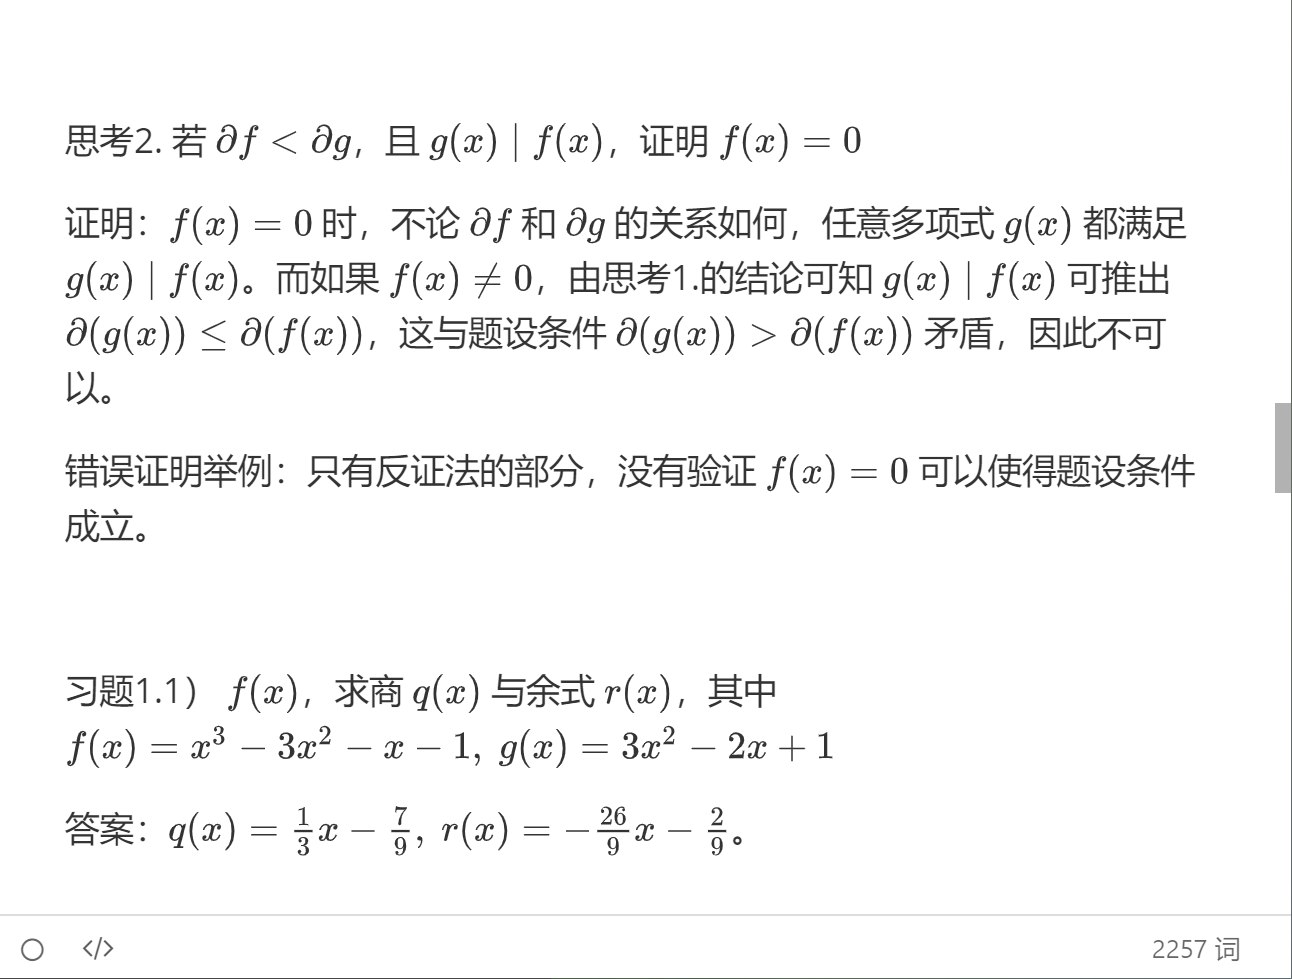 思考2. 若 ∂f < ∂g，且 g(x) | f(x)，证明 f(x) = 0
证明：f(x) = 0 时，不论 ∂f 和 ∂g 的关系如何，任意多项式 g(x) 都满足
g(x) | f(x)。而如果 f(x) ≠ 0，由思考1.的结论可知 g(x) | f(x) 可推出
∂(g(x)) ≤ ∂(f(x))，这与题设条件 ∂(g(x)) > ∂(f(x)) 矛盾，因此不可
以。
错误证明举例：只有反证法的部分，没有验证 f(x) = 0 可以使得题设条件
成立。
习题1.1） f(x)，求商 q(x) 与余式 r(x)，其中
f(x) = x³ − 3x² − x − 1, g(x) = 3x² − 2x + 1
答案：q(x) = 1/3 x − 7/9, r(x) = −26/9 x − 2/9。
</> 2257 词